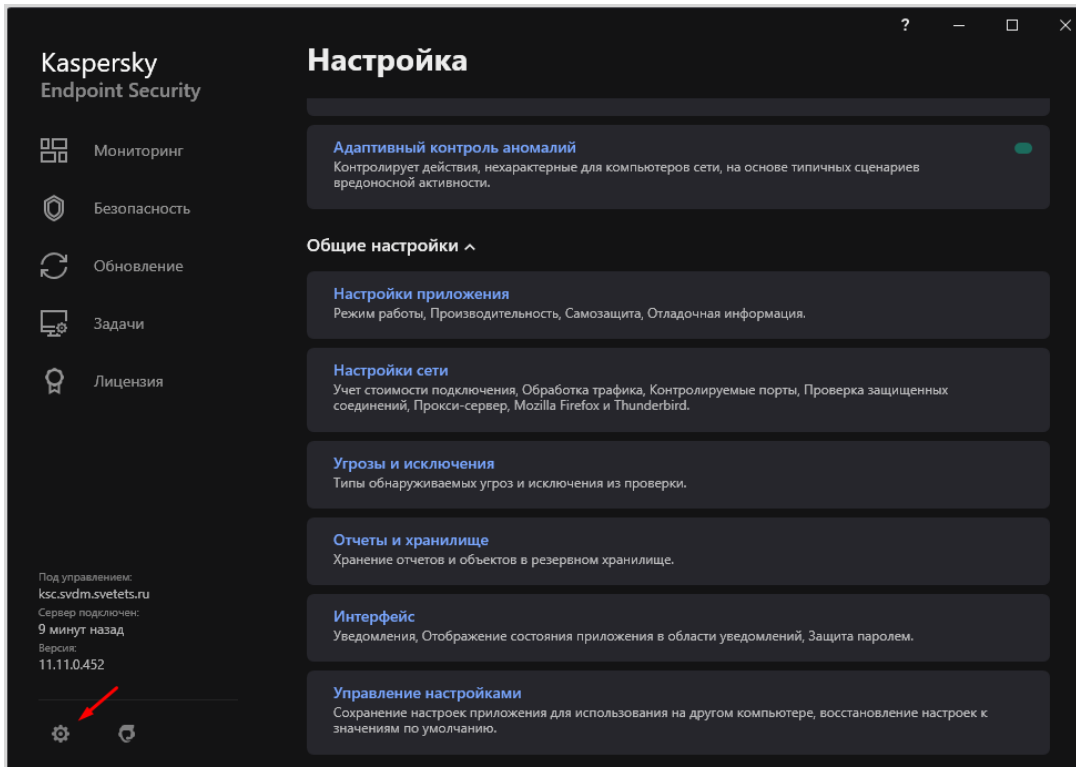 ?
Kaspersky
Endpoint Security
Мониторинг
Безопасность
Обновление
Задачи
Лицензия
Под управлением:
ksc.svdm.svetets.ru
Сервер подключен:
9 минут назад
Версия:
11.11.0.452
Настройка
Адаптивный контроль аномалий
Контролирует действия, нехарактерные для компьютеров сети, на основе типичных сценариев
вредоносной активности.
Общие настройки
Настройки приложения
Режим работы, Производительность, Самозащита, Отладочная информация.
Настройки сети
Учет стоимости подключения, Обработка трафика, Контролируемые порты, Проверка защищенных
соединений, Прокси-сервер, Mozilla Firefox и Thunderbird.
Угрозы и исключения
Типы обнаруживаемых угроз и исключения из проверки.
Отчеты и хранилище
Хранение отчетов и объектов в резервном хранилище.
Интерфейс
Уведомления, Отображение состояния приложения в области уведомлений, Защита паролем.
Управление настройками
Сохранение настроек приложения для использования на другом компьютере, восстановление настроек к
значениям по умолчанию.